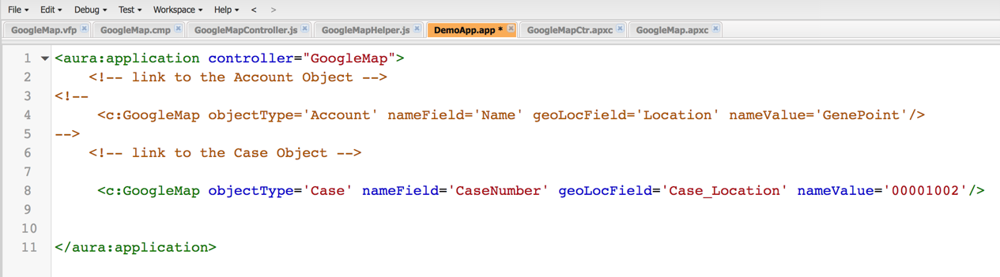 File Edit Debug Test Workspace Help < >
GoogleMap.vfp GoogleMap.cmp GoogleMapController.js GoogleMapHelper.js DemoApp.app * GoogleMapCtr.apxc GoogleMap.apxc
1 <aura:application controller="GoogleMap">
2 <!-- link to the Account Object -->
3 <!--
4 <c:GoogleMap objectType='Account' nameField='Name' geoLocField='Location' nameValue='GenePoint'/>
5 -->
6 <!-- link to the Case Object -->
7
8 <c:GoogleMap objectType='Case' nameField='CaseNumber' geoLocField='Case_Location' nameValue='00001002'/>
9
10
11 </aura:application>